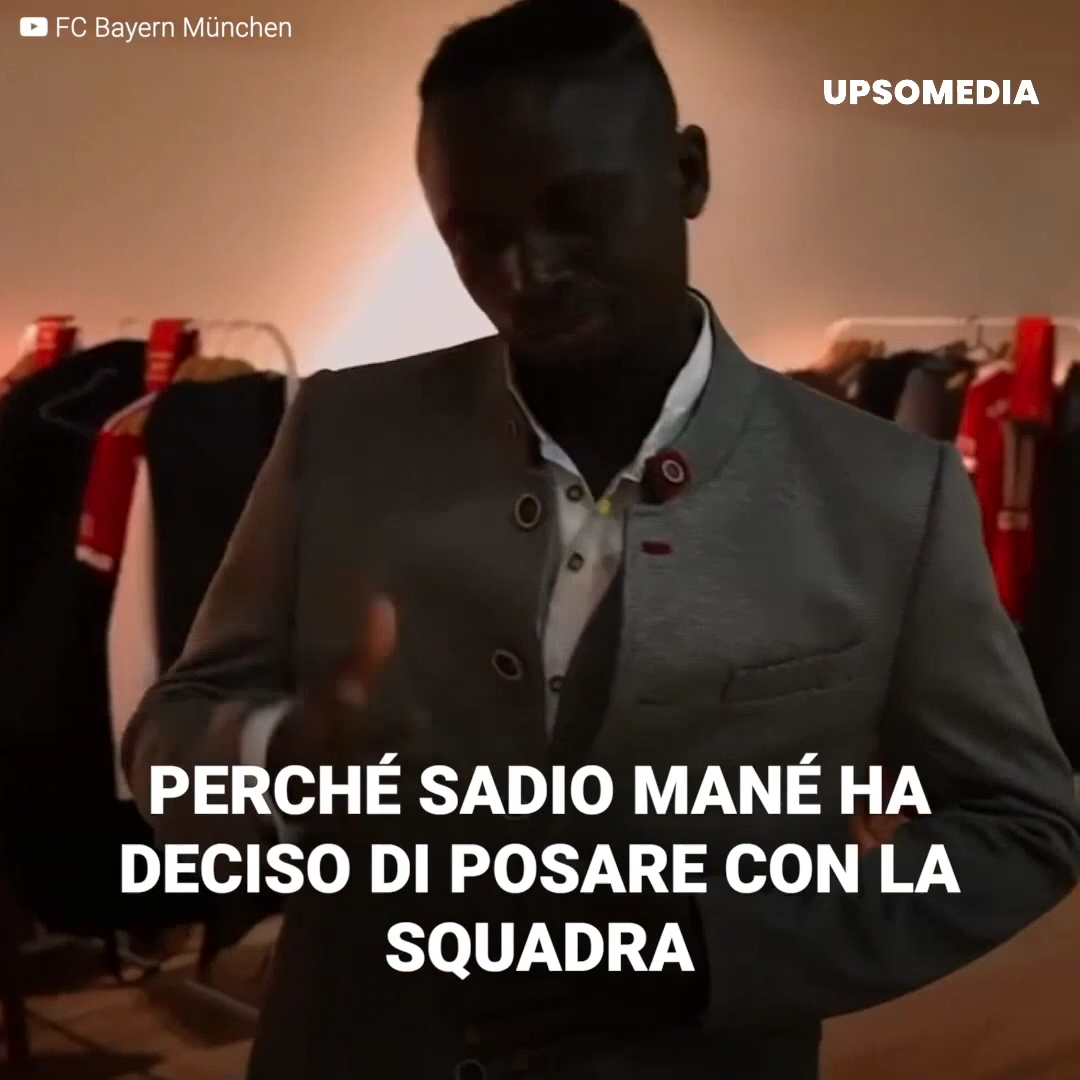 FC Bayern München
UPSOMEDIA
PERCHÉ SADIO MANÉ HA
DECISO DI POSARE CON LA
SQUADRA